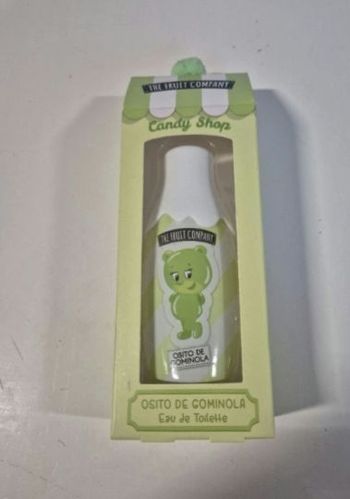 THE FRUIT COMPANY
Candy Shop
THE FRUIT COMPANY
OSITO DE
GOMINOLA
OSITO DE GOMINOLA
Eau de Toilette